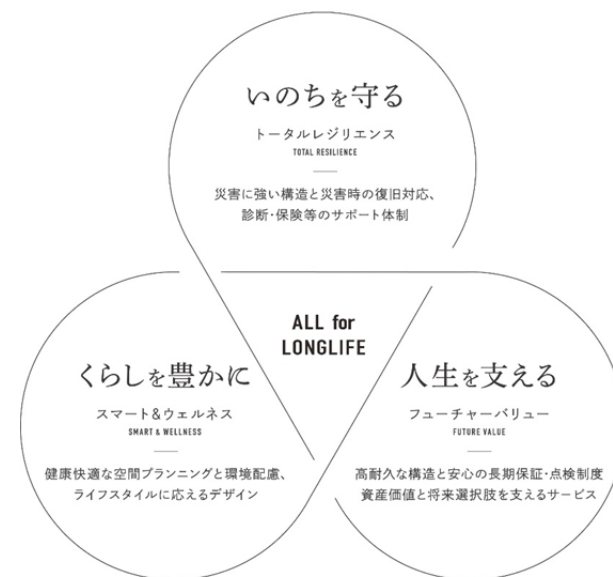 いのちを守る
トータルレジリエンス
TOTAL RESILIENCE
災害に強い構造と災害時の復旧対応、
診断・保険等のサポート体制
ALL for
LONGLIFE
くらしを豊かに
スマート&ウェルネス
SMART & WELLNESS
健康快適な空間プランニングと環境配慮、
ライフスタイルに応えるデザイン
人生を支える
フューチャーバリュー
FUTURE VALUE
高耐久な構造と安心の長期保証・点検制度
資産価値と将来選択肢を支えるサービス